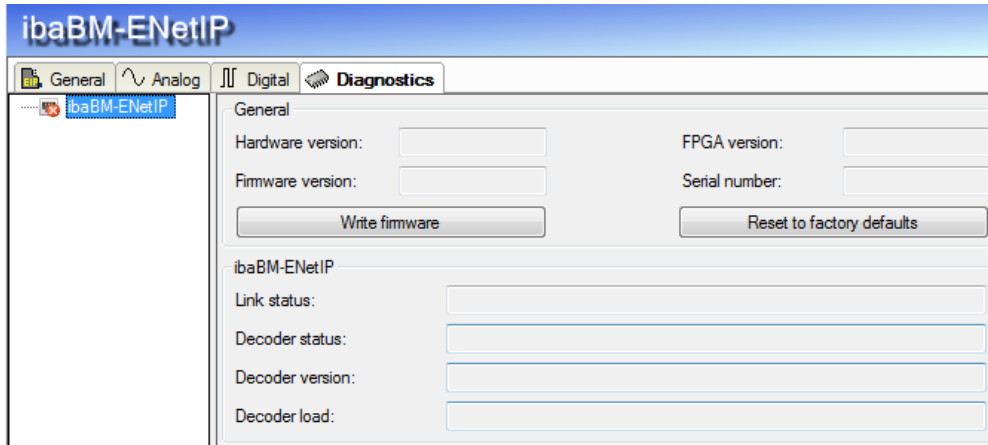 ibaBM-ENetIP
General Analog Digital Diagnostics
ibaBM-ENetIP
General
Hardware version: FPGA version:
Firmware version: Serial number:
Write firmware Reset to factory defaults
ibaBM-ENetIP
Link status:
Decoder status:
Decoder version:
Decoder load: